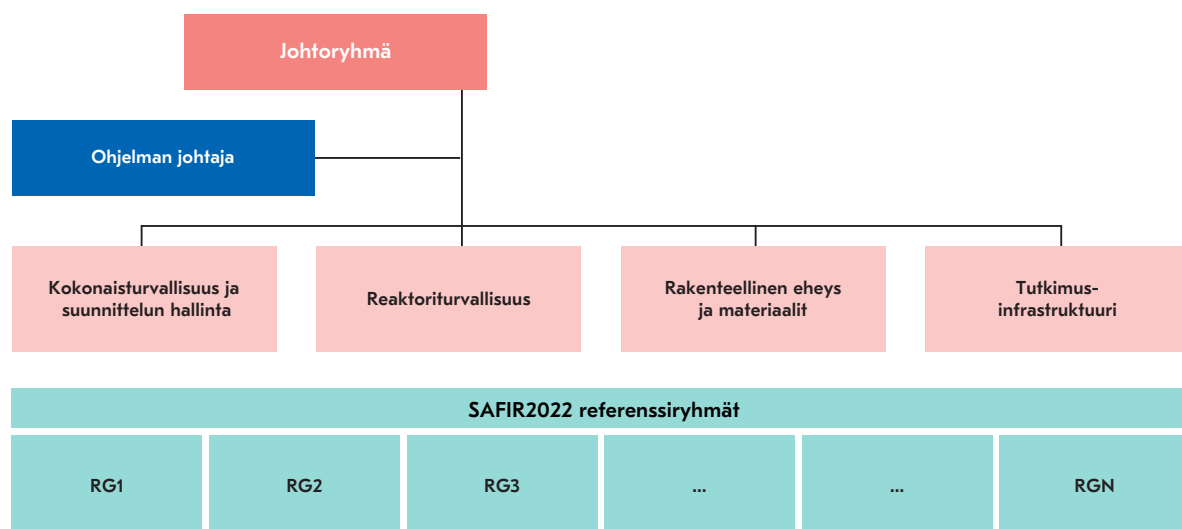 Johtoryhmä
Ohjelman johtaja
Kokonaisturvallisuus ja
suunnittelun hallinta
Reaktoriturvallisuus
Rakenteellinen eheys
ja materiaalit
Tutkimus-
infrastruktuuri
SAFIR2022 referenssiryhmät
RG1
RG2
RG3
...
...
RGN